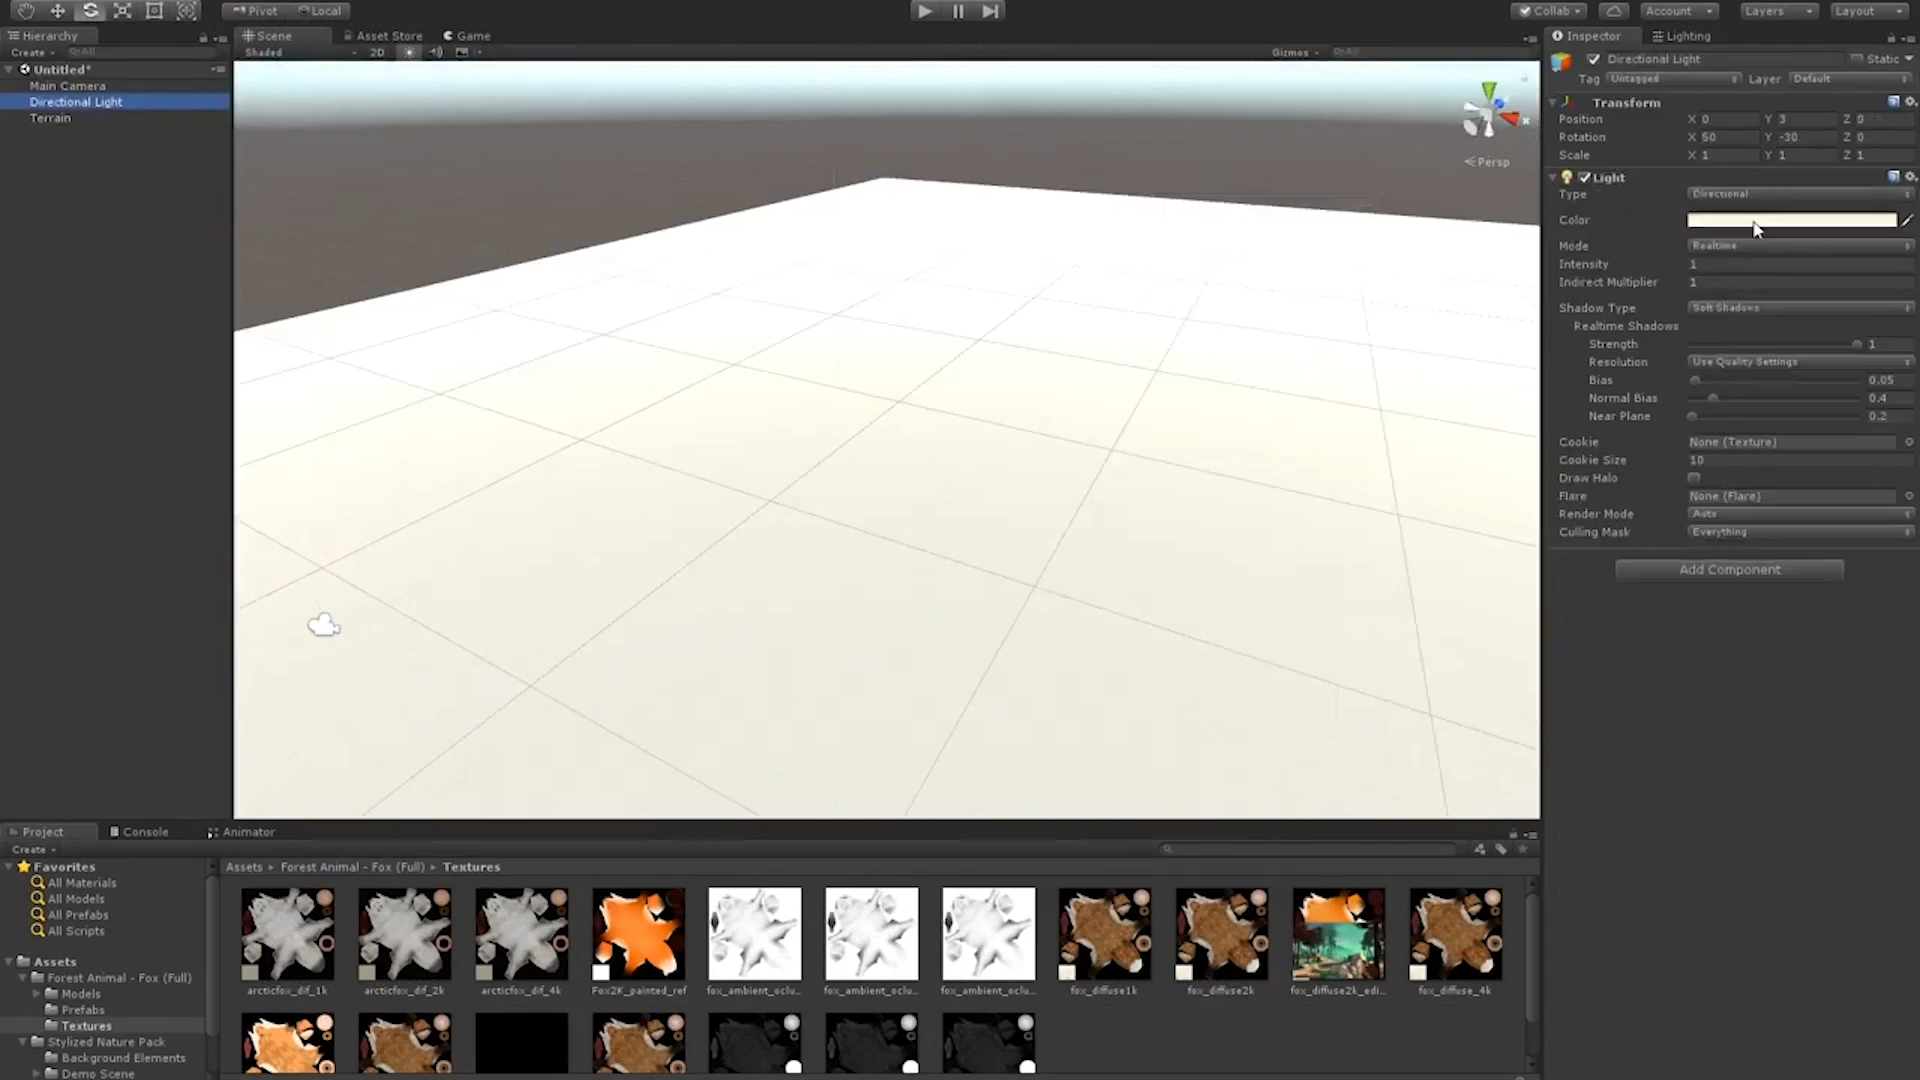 Pivot Local Collab Account Layers Layout
Hierarchy Scene Asset Store Game Inspector Lighting
Create All Shaded 2D Gizmos All
Untitled*
Main Camera
Directional Light
Terrain
Persp
Directional Light Static
Tag Untagged Layer Default
Transform
Position X 0 Y 3 Z 0
Rotation X 50 Y -30 Z 0
Scale X 1 Y 1 Z 1
Light
Type Directional
Color
Mode Realtime
Intensity 1
Indirect Multiplier 1
Shadow Type Soft Shadows
Realtime Shadows
Strength 1
Resolution Use Quality Settings
Bias 0.05
Normal Bias 0.4
Near Plane 0.2
Cookie None (Texture)
Cookie Size 10
Draw Halo
Flare None (Flare)
Render Mode Auto
Culling Mask Everything
Add Component
Project Console Animator
Create
Favorites
All Materials
All Models
All Prefabs
All Scripts
Assets
Forest Animal - Fox (Full)
Models
Prefabs
Textures
Stylized Nature Pack
Background Elements
Demo Scene
Assets Forest Animal - Fox (Full) Textures
arcticfox_dif_1k arcticfox_dif_2k arcticfox_dif_4k Fox2K_painted_ref fox_ambient_oclu... fox_ambient_oclu... fox_ambient_oclu... fox_diffuse1k fox_diffuse2k fox_diffuse2k_edi... fox_diffuse_4k